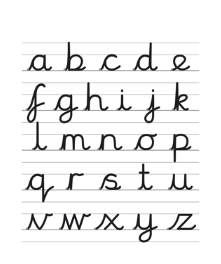 a b c d e
f g h i j k
l m n o p
q r s t u
v w x y z